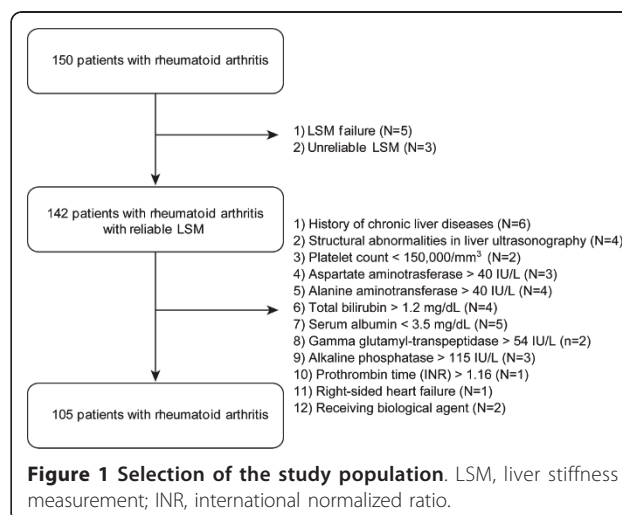 150 patients with rheumatoid arthritis
1) LSM failure (N=5)
2) Unreliable LSM (N=3)
142 patients with rheumatoid arthritis
with reliable LSM
1) History of chronic liver diseases (N=6)
2) Structural abnormalities in liver ultrasonography (N=4)
3) Platelet count < 150,000/mm³ (N=2)
4) Aspartate aminotrasferase > 40 IU/L (N=3)
5) Alanine aminotrasferase > 40 IU/L (N=4)
6) Total bilirubin > 1.2 mg/dL (N=4)
7) Serum albumin < 3.5 mg/dL (N=5)
8) Gamma glutamyl-transpeptidase > 54 IU/L (n=2)
9) Alkaline phosphatase > 115 IU/L (N=3)
10) Prothrombin time (INR) > 1.16 (N=1)
11) Right-sided heart failure (N=1)
12) Receiving biological agent (N=2)
105 patients with rheumatoid arthritis
Figure 1 Selection of the study population. LSM, liver stiffness
measurement; INR, international normalized ratio.